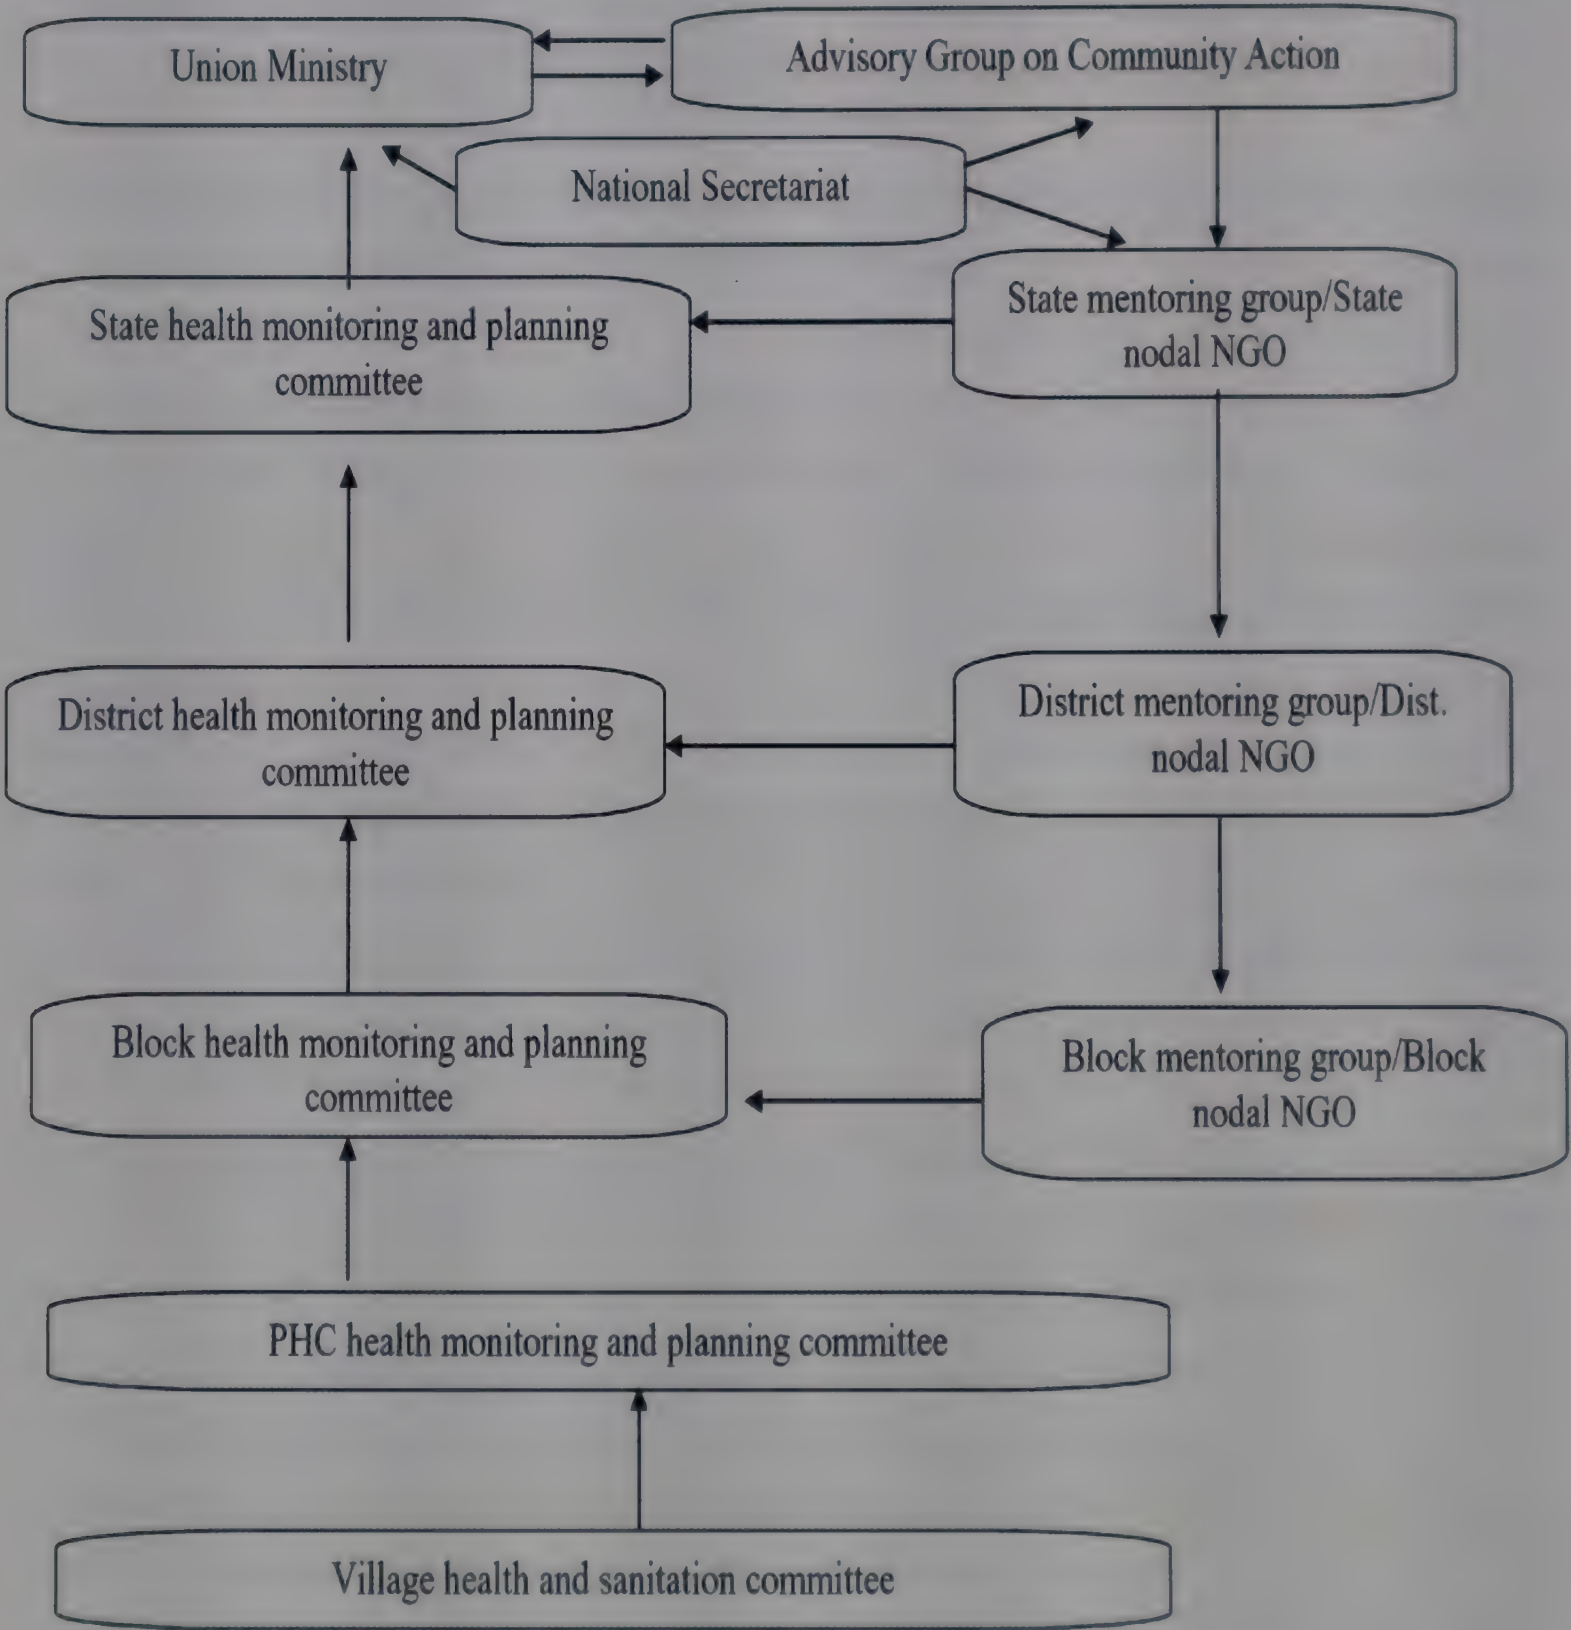 Union Ministry
Advisory Group on Community Action
National Secretariat
State health monitoring and planning
committee
State mentoring group/State
nodal NGO
District health monitoring and planning
committee
District mentoring group/Dist.
nodal NGO
Block health monitoring and planning
committee
Block mentoring group/Block
nodal NGO
PHC health monitoring and planning committee
Village health and sanitation committee